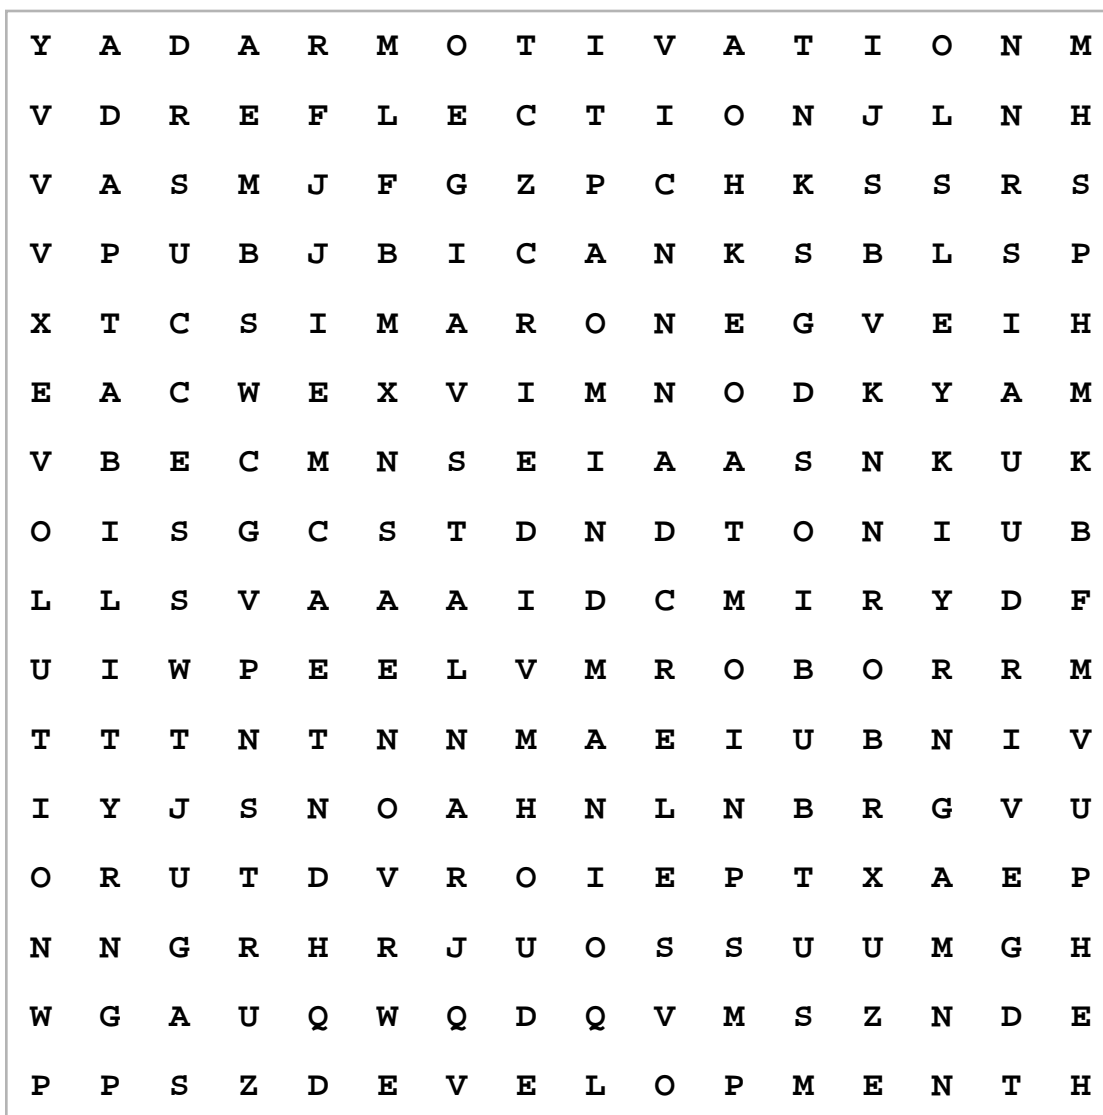 Y A D A R M O T I V A T I O N M
V D R E F L E C T I O N J L N H
V A S M J F G Z P C H K S S R S
V P U B J B I C A N K S B L S P
X T C S I M A R O N E G V E I H
E A C W E X V I M N O D K Y A M
V B E C M N S E I A A S N K U K
O I S G C S T D N D T O N I U B
L L S V A A A I D C M I R Y D F
U I W P E E L V M R O B O R R M
T T T N T N N M A E I U B N I V
I Y J S N O A H N L N B R G V U
O R U T D V R O I E P T X A E P
N N G R H R J U O S S U U M G H
W G A U Q W Q D Q V M S Z N D E
P P S Z D E V E L O P M E N T H